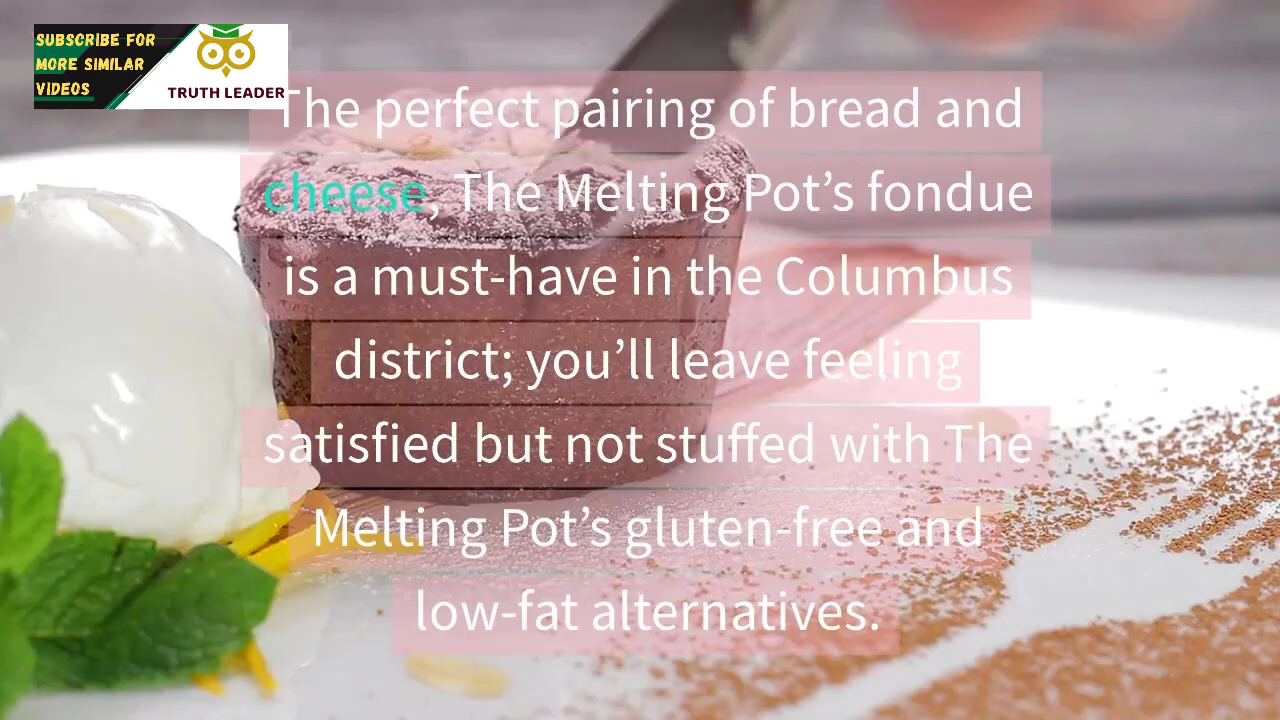 SUBSCRIBE FOR
MORE SIMILAR
VIDEOS
TRUTH LEADER
The perfect pairing of bread and
cheese, The Melting Pot’s fondue
is a must-have in the Columbus
district; you’ll leave feeling
satisfied but not stuffed with The
Melting Pot’s gluten-free and
low-fat alternatives.